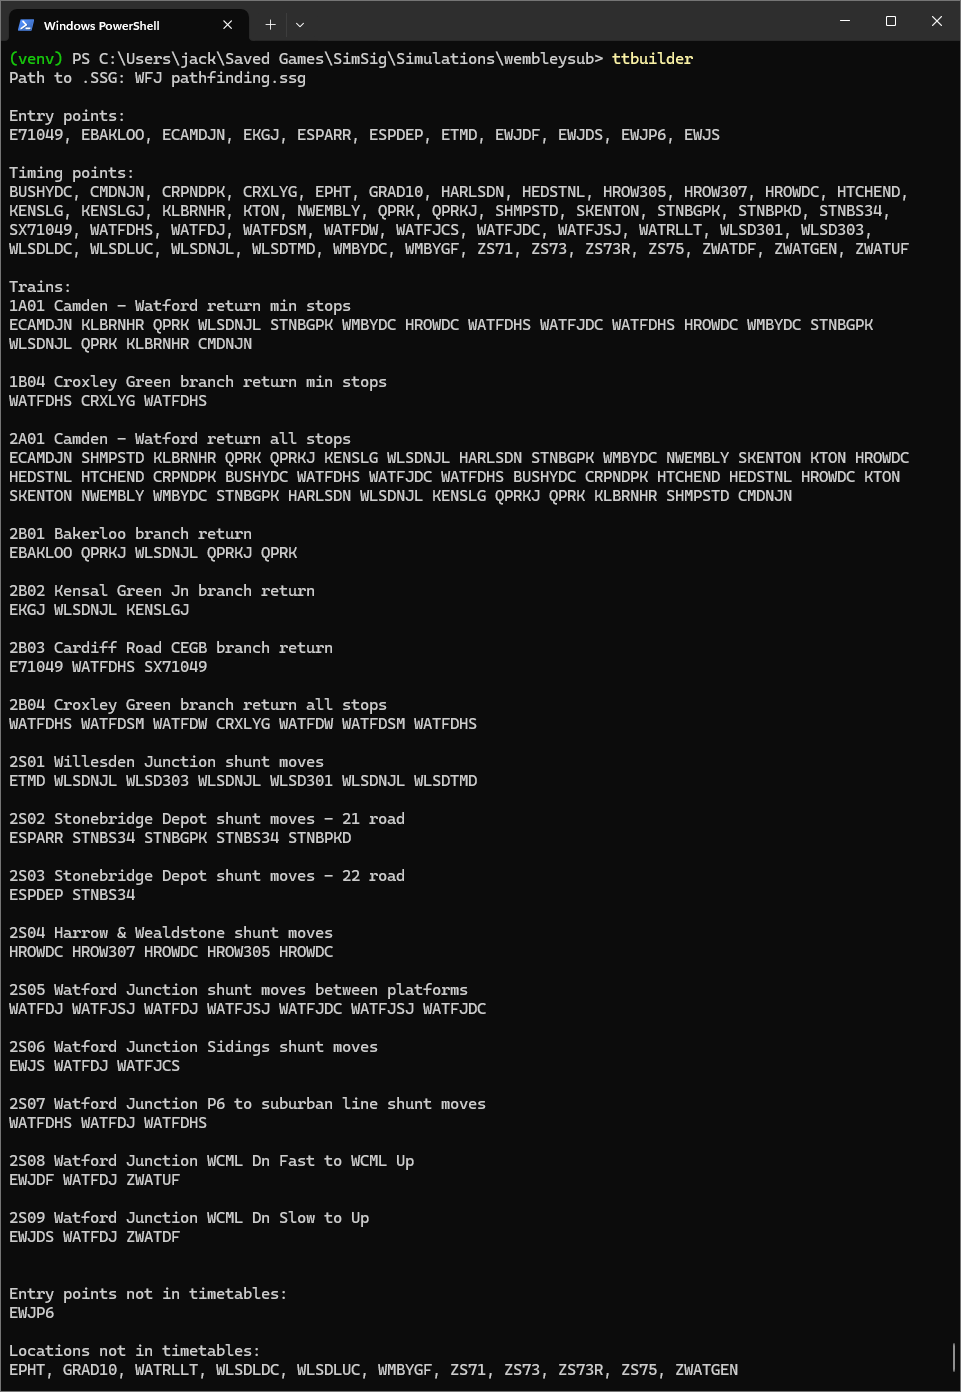 Windows PowerShell
(venv) PS C:\Users\jack\Saved Games\SimSig\Simulations\wembleysub> ttbuilder
Path to .SSG: WFJ pathfinding.ssg
Entry points:
E71049, EBAKLOO, ECAMDJN, EKGJ, ESPARR, ESPDEP, ETMD, EWJDF, EWJDS, EWJP6, EWJS
Timing points:
BUSHYDC, CMDNJN, CRPNDPK, CRXLYG, EPHT, GRAD10, HARLSDN, HEDSTNL, HROW305, HROW307, HROWDC, HTCHEND,
KENSLG, KENSLGJ, KLBRNHR, KTON, NWEMBLY, QPRK, QPRKJ, SHMPSTD, SKENTON, STNBGPK, STNBPKD, STNBS34,
SX71049, WATFDHS, WATFDJ, WATFDSM, WATFDW, WATFJCS, WATFJDC, WATFJSJ, WATRLLT, WLSD301, WLSD303,
WLSDLDC, WLSDLUC, WLSDNJL, WLSDTMD, WMBYDC, WMBYGF, ZS71, ZS73, ZS73R, ZS75, ZWATDF, ZWATGEN, ZWATUF
Trains:
1A01 Camden - Watford return min stops
ECAMDJN KLBRNHR QPRK WLSDNJL STNBGPK WMBYDC HROWDC WATFDHS WATFJDC WATFDHS HROWDC WMBYDC STNBGPK
WLSDNJL QPRK KLBRNHR CMDNJN
1B04 Croxley Green branch return min stops
WATFDHS CRXLYG WATFDHS
2A01 Camden - Watford return all stops
ECAMDJN SHMPSTD KLBRNHR QPRK QPRKJ KENSLG WLSDNJL HARLSDN STNBGPK WMBYDC NWEMBLY SKENTON KTON HROWDC
HEDSTNL HTCHEND CRPNDPK BUSHYDC WATFDHS WATFJDC WATFDHS BUSHYDC CRPNDPK HTCHEND HEDSTNL HROWDC KTON
SKENTON NWEMBLY WMBYDC STNBGPK HARLSDN WLSDNJL KENSLG QPRKJ QPRK KLBRNHR SHMPSTD CMDNJN
2B01 Bakerloo branch return
EBAKLOO QPRKJ WLSDNJL QPRKJ QPRK
2B02 Kensal Green Jn branch return
EKGJ WLSDNJL KENSLGJ
2B03 Cardiff Road CEGB branch return
E71049 WATFDHS SX71049
2B04 Croxley Green branch return all stops
WATFDHS WATFDSM WATFDW CRXLYG WATFDW WATFDSM WATFDHS
2S01 Willesden Junction shunt moves
ETMD WLSDNJL WLSD303 WLSDNJL WLSD301 WLSDNJL WLSDTMD
2S02 Stonebridge Depot shunt moves - 21 road
ESPARR STNBS34 STNBGPK STNBS34 STNBPKD
2S03 Stonebridge Depot shunt moves - 22 road
ESPDEP STNBS34
2S04 Harrow & Wealdstone shunt moves
HROWDC HROW307 HROWDC HROW305 HROWDC
2S05 Watford Junction shunt moves between platforms
WATFDJ WATFJSJ WATFDJ WATFJSJ WATFJDC WATFJSJ WATFJDC
2S06 Watford Junction Sidings shunt moves
EWJS WATFDJ WATFJCS
2S07 Watford Junction P6 to suburban line shunt moves
WATFDHS WATFDJ WATFDHS
2S08 Watford Junction WCML Dn Fast to WCML Up
EWJDF WATFDJ ZWATUF
2S09 Watford Junction WCML Dn Slow to Up
EWJDS WATFDJ ZWATDF
Entry points not in timetables:
EWJP6
Locations not in timetables:
EPHT, GRAD10, WATRLLT, WLSDLDC, WLSDLUC, WMBYGF, ZS71, ZS73, ZS73R, ZS75, ZWATGEN